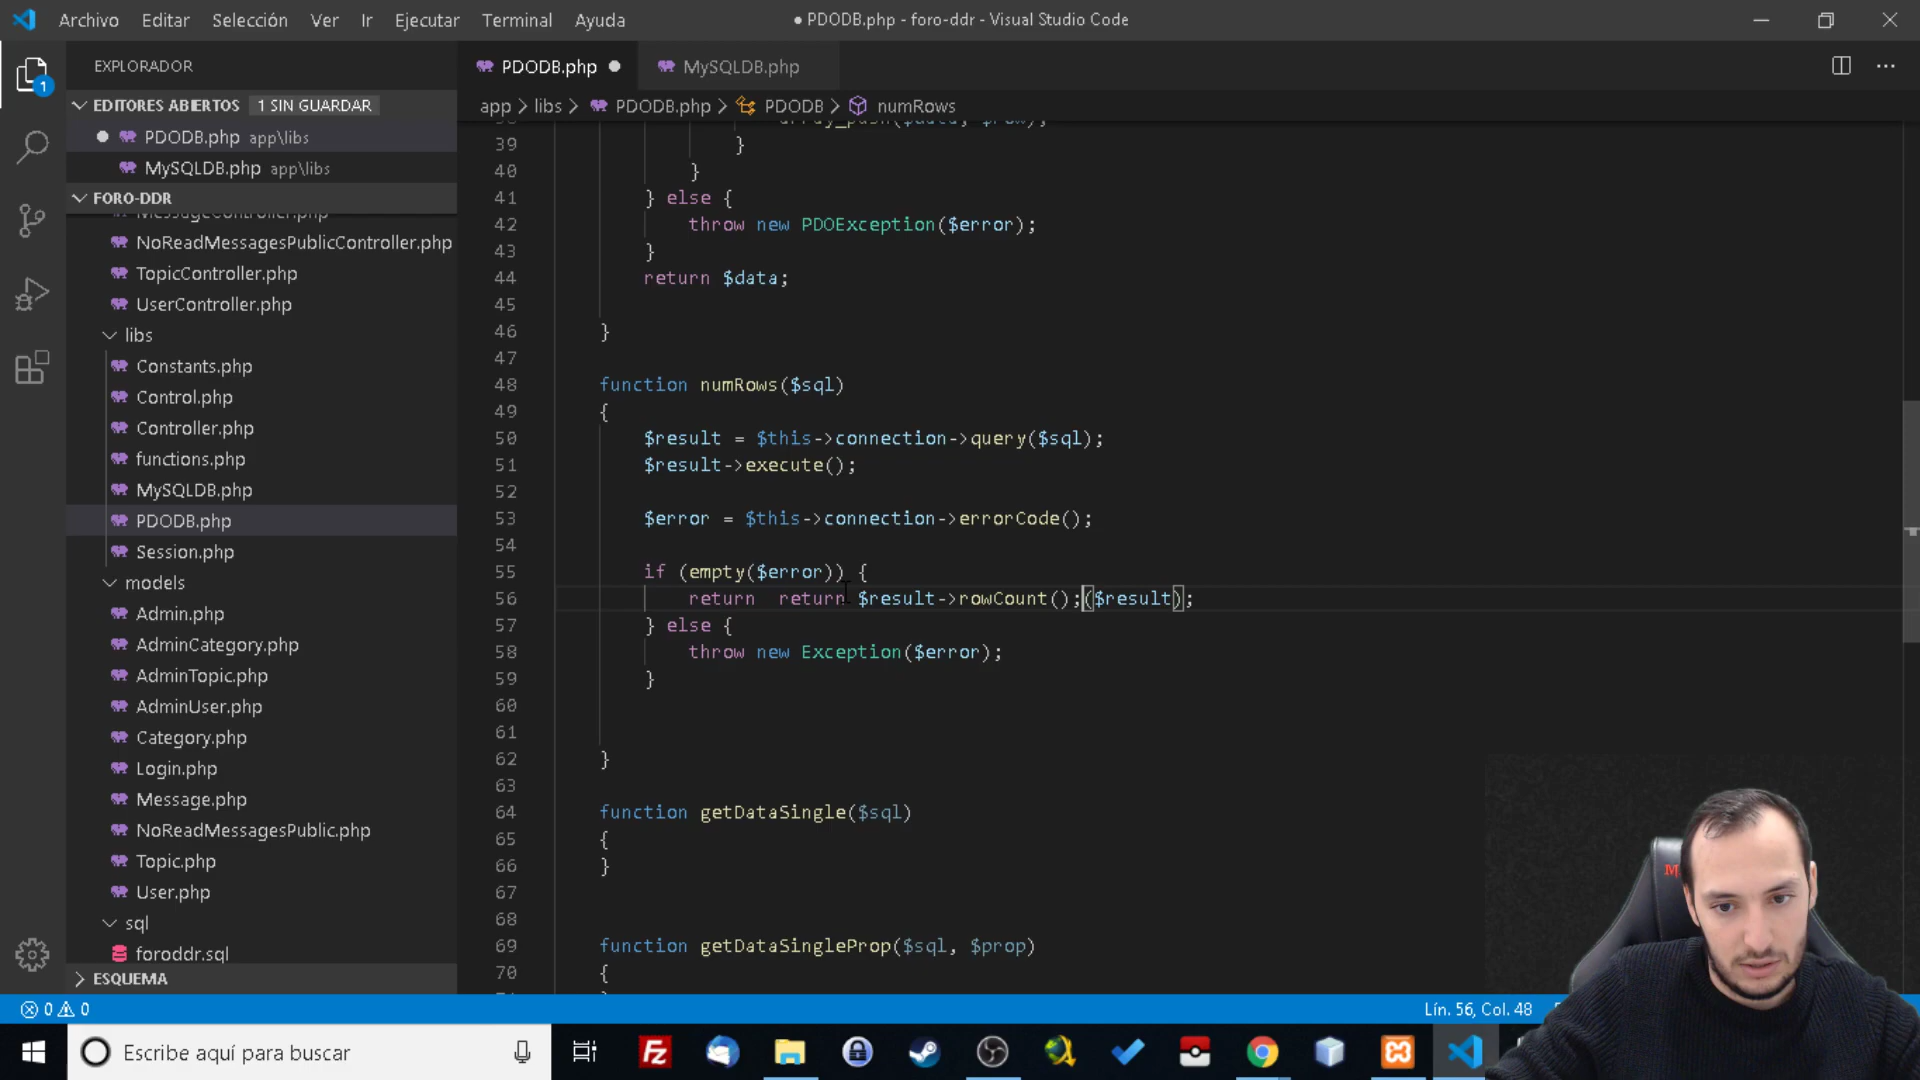 Archivo Editar Selección Ver Ir Ejecutar Terminal Ayuda
● PDODB.php - foro-ddr - Visual Studio Code
EXPLORADOR
EDITORES ABIERTOS 1 SIN GUARDAR
PDODB.php app\libs
MySQLDB.php app\libs
FORO-DDR
MessageController.php
NoReadMessagesPublicController.php
TopicController.php
UserController.php
libs
Constants.php
Control.php
Controller.php
functions.php
MySQLDB.php
PDODB.php
Session.php
models
Admin.php
AdminCategory.php
AdminTopic.php
AdminUser.php
Category.php
Login.php
Message.php
NoReadMessagesPublic.php
Topic.php
User.php
sql
foroddr.sql
ESQUEMA
1
PDODB.php
MySQLDB.php
app > libs > PDODB.php > PDODB > numRows
38 array_push($data, $row);
39 }
40 }
41 } else {
42 throw new PDOException($error);
43 }
44 return $data;
45
46 }
47
48 function numRows($sql)
49 {
50 $result = $this->connection->query($sql);
51 $result->execute();
52
53 $error = $this->connection->errorCode();
54
55 if (empty($error)) {
56 return  return $result->rowCount();($result);
57 } else {
58 throw new Exception($error);
59 }
60
61
62 }
63
64 function getDataSingle($sql)
65 {
66 }
67
68
69 function getDataSingleProp($sql, $prop)
70 {
0 0
Lín. 56, Col. 48
Escribe aquí para buscar